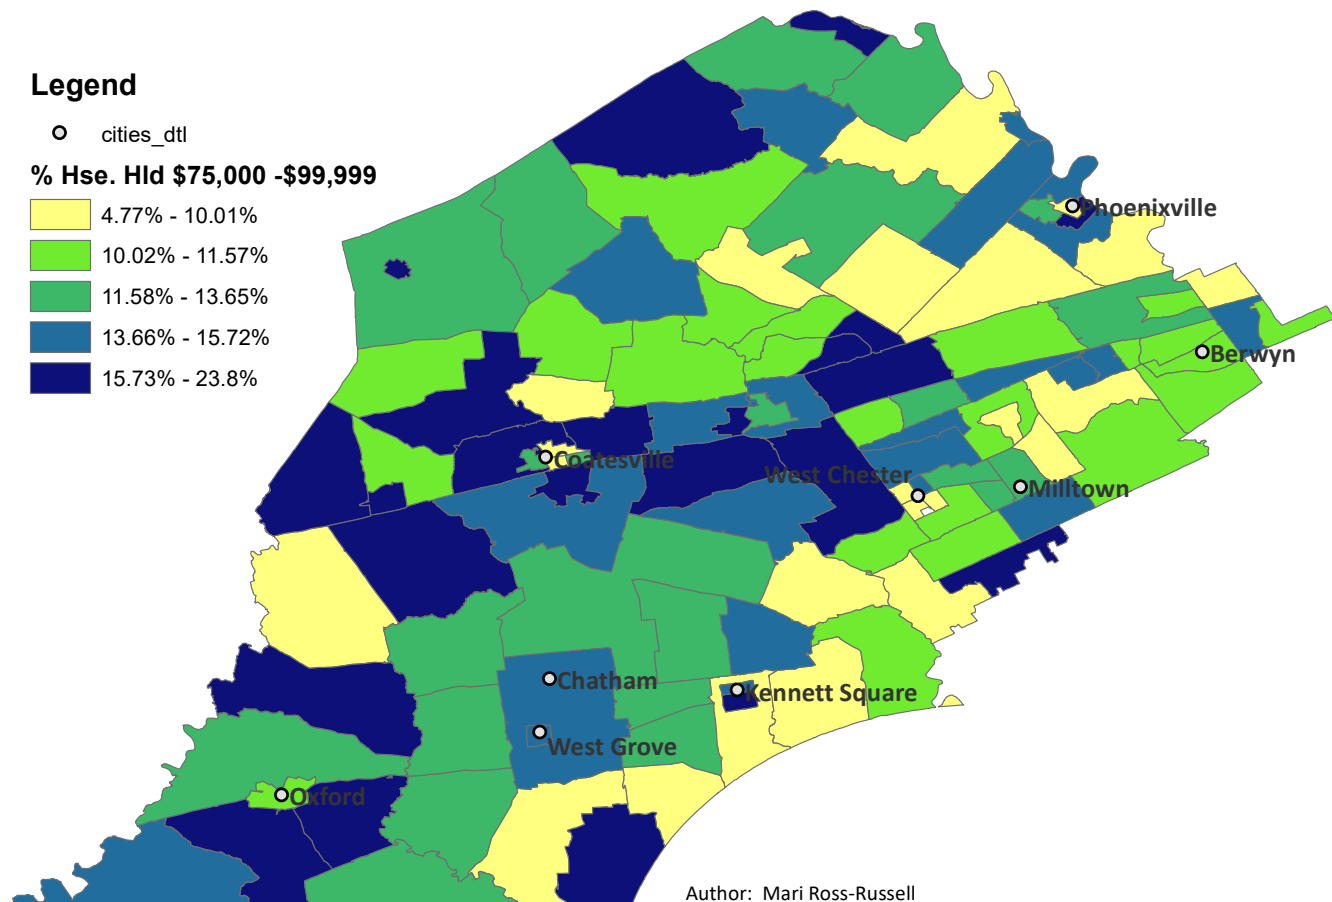 Legend
cities_dtl
% Hse. Hld $75,000 -$99,999
4.77% - 10.01%
10.02% - 11.57%
11.58% - 13.65%
13.66% - 15.72%
15.73% - 23.8%
Phoenixville
Berwyn
Coatesville
West Chester
Milltown
Chatham
Kennett Square
West Grove
Oxford
Author: Mari Ross-Russell